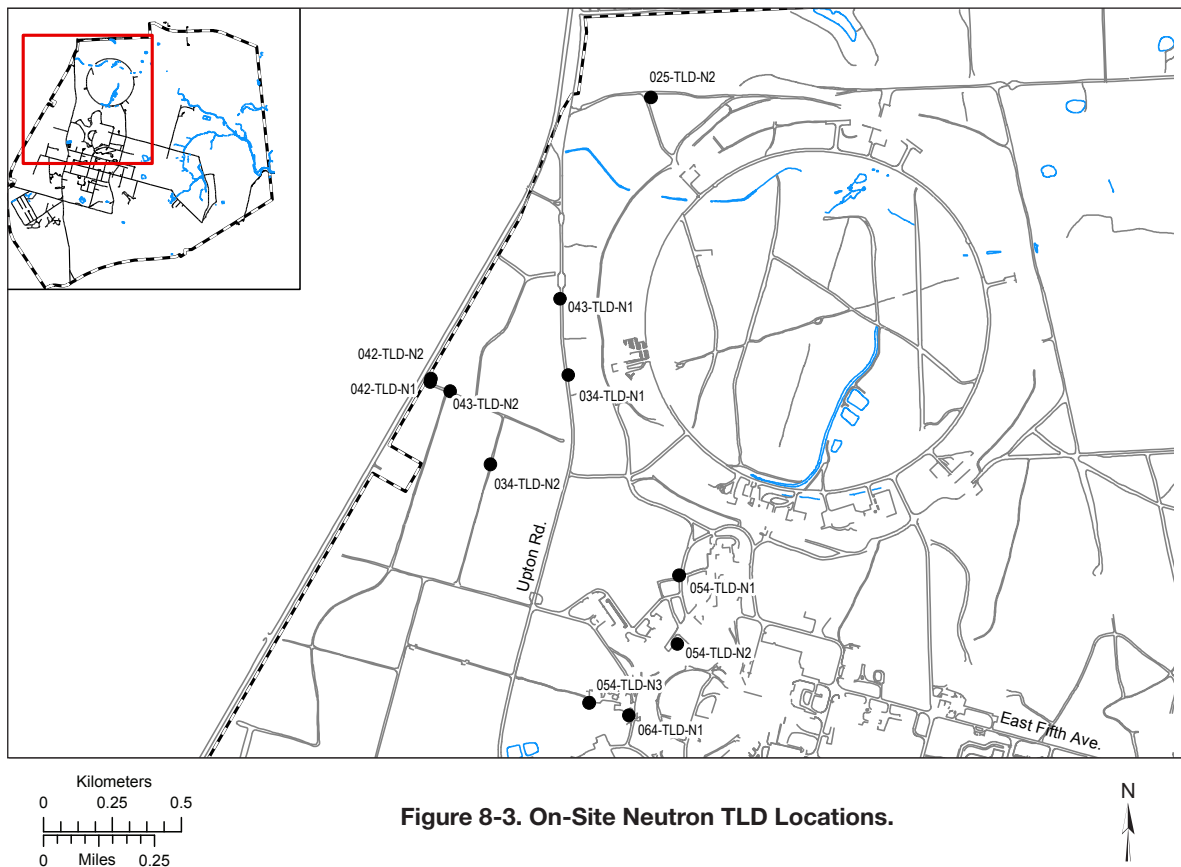 025-TLD-N2
043-TLD-N1
042-TLD-N2
042-TLD-N1
043-TLD-N2
034-TLD-N1
034-TLD-N2
Upton Rd.
054-TLD-N1
054-TLD-N2
054-TLD-N3
064-TLD-N1
East Fifth Ave.
Kilometers
0 0.25 0.5
0 Miles 0.25
Figure 8-3. On-Site Neutron TLD Locations.
N